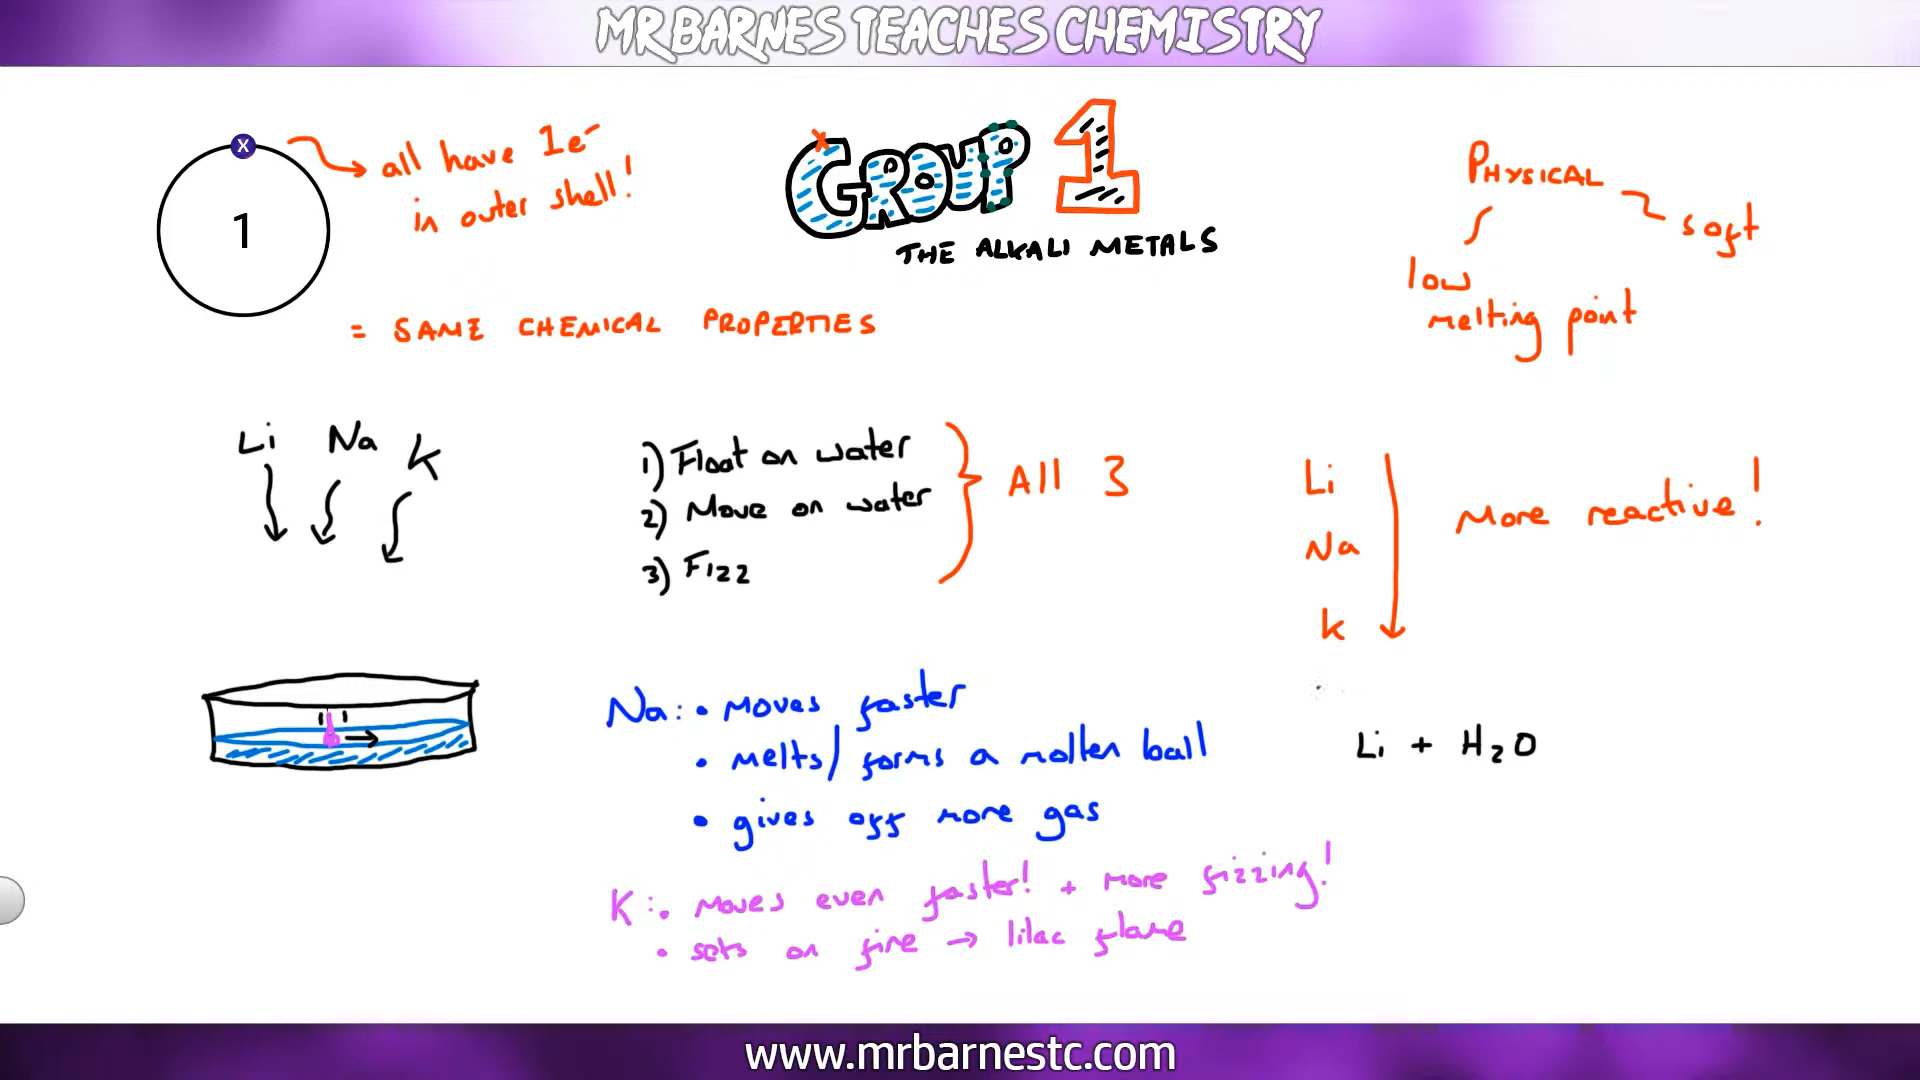 MR BARNES TEACHES CHEMISTRY
x
1
all have 1e⁻
in outer shell!
= SAME CHEMICAL PROPERTIES
GROUP 1
THE ALKALI METALS
PHYSICAL
soft
low
melting point
Li Na K
1) Float on water
2) Move on water
3) Fizz
All 3
Li
Na
K
More reactive!
Na: • moves faster
• melts/forms a molten ball
• gives off more gas
K: • moves even faster! + more fizzing!
• sets on fire → lilac flame
Li + H₂O
www.mrbarnestc.com